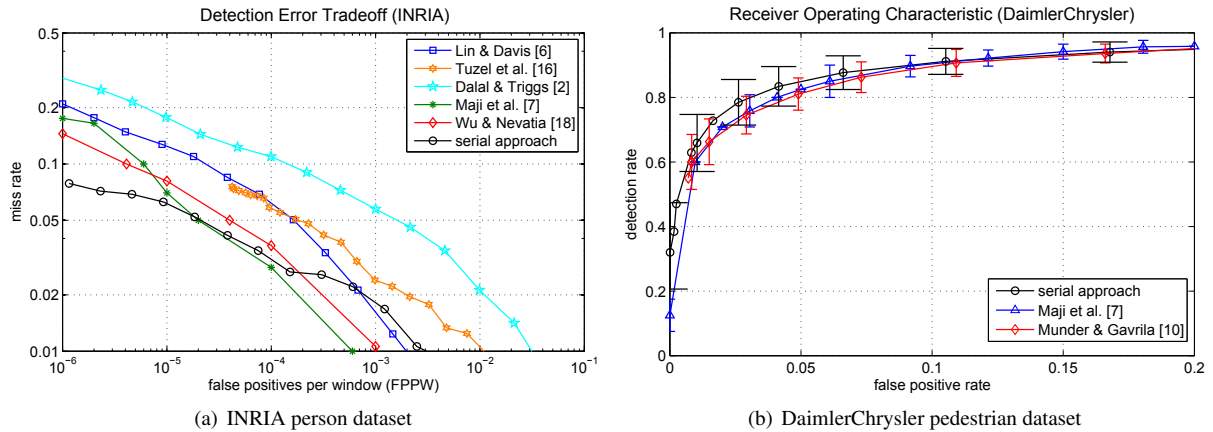 Detection Error Tradeoff (INRIA)
0.5
0.2
0.1
0.05
0.02
0.01
miss rate
10^-6
10^-5
10^-4
10^-3
10^-2
10^-1
false positives per window (FPPW)
Lin & Davis [6]
Tuzel et al. [16]
Dalal & Triggs [2]
Maji et al. [7]
Wu & Nevatia [18]
serial approach
(a) INRIA person dataset
Receiver Operating Characteristic (DaimlerChrysler)
1
0.8
0.6
0.4
0.2
0
detection rate
0
0.05
0.1
0.15
0.2
false positive rate
serial approach
Maji et al. [7]
Munder & Gavrila [10]
(b) DaimlerChrysler pedestrian dataset